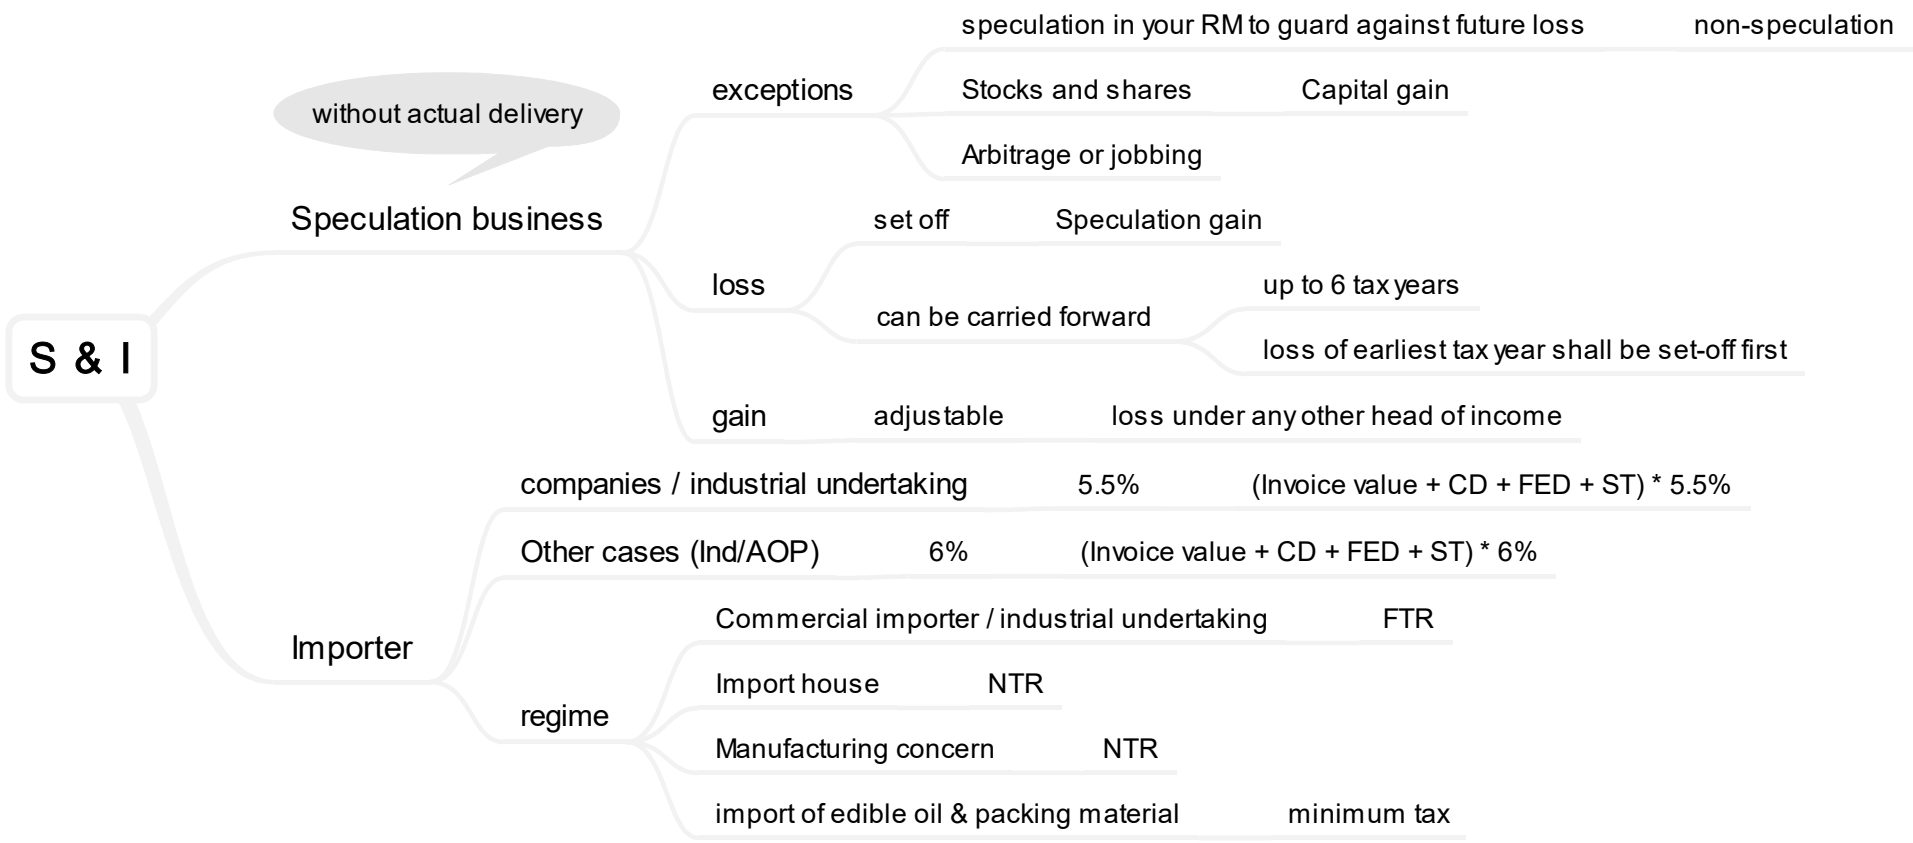 S & I
without actual delivery
Speculation business
exceptions
speculation in your RM to guard against future loss
non-speculation
Stocks and shares
Capital gain
Arbitrage or jobbing
loss
set off
Speculation gain
can be carried forward
up to 6 tax years
loss of earliest tax year shall be set-off first
gain
adjustable
loss under any other head of income
Importer
companies / industrial undertaking
5.5%
(Invoice value + CD + FED + ST) * 5.5%
Other cases (Ind/AOP)
6%
(Invoice value + CD + FED + ST) * 6%
regime
Commercial importer / industrial undertaking
FTR
Import house
NTR
Manufacturing concern
NTR
import of edible oil & packing material
minimum tax